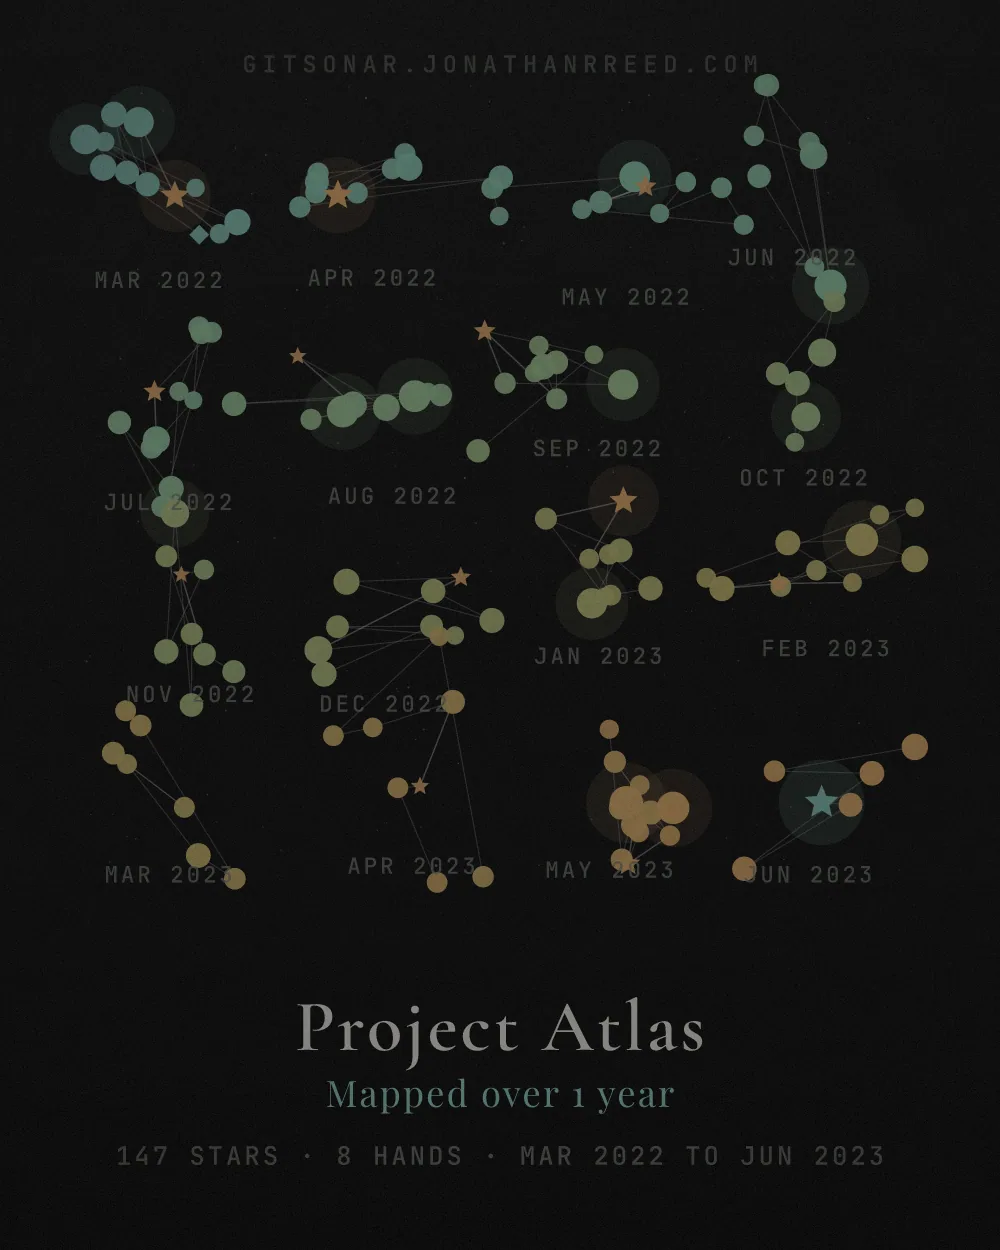 GITSONAR.JONATHANRREED.COM
JUN 2022
MAR 2022
APR 2022
MAY 2022
SEP 2022
OCT 2022
JUL 2022
AUG 2022
JAN 2023
FEB 2023
NOV 2022
DEC 2022
MAR 2023
APR 2023
MAY 2023
JUN 2023
Project Atlas
Mapped over 1 year
147 STARS · 8 HANDS · MAR 2022 TO JUN 2023